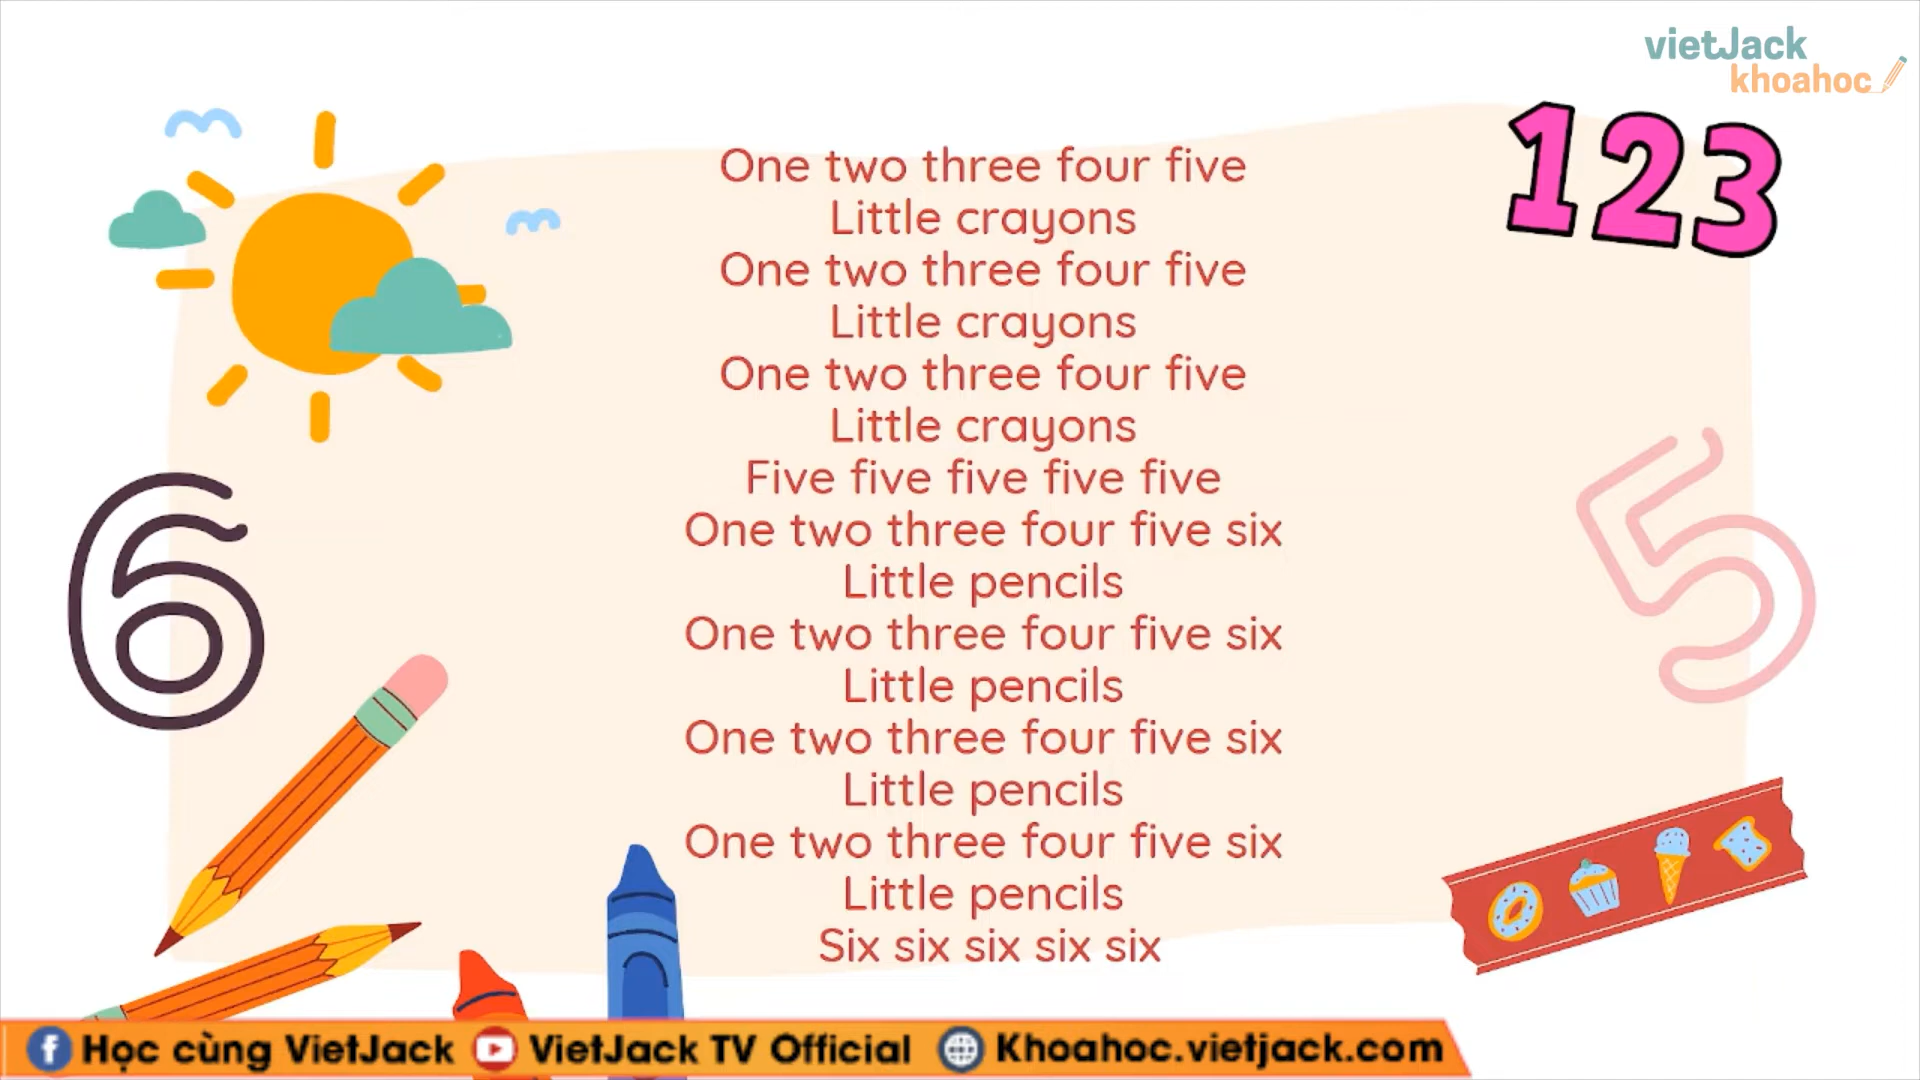 vietJack
khoahoc
123
One two three four five
Little crayons
One two three four five
Little crayons
One two three four five
Little crayons
Five five five five five
One two three four five six
Little pencils
One two three four five six
Little pencils
One two three four five six
Little pencils
One two three four five six
Little pencils
Six six six six six
6
5
Học cùng VietJack VietJack TV Official Khoahoc.vietjack.com